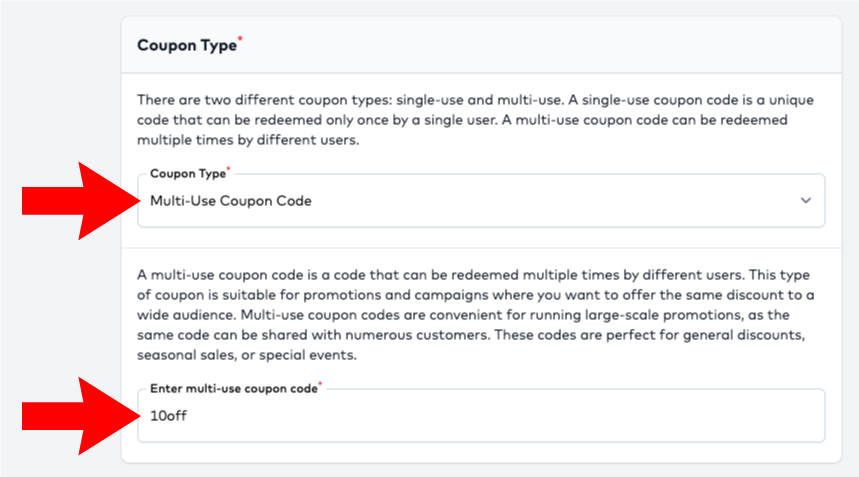 Coupon Type*
There are two different coupon types: single-use and multi-use. A single-use coupon code is a unique
code that can be redeemed only once by a single user. A multi-use coupon code can be redeemed
multiple times by different users.
Coupon Type*
Multi-Use Coupon Code
A multi-use coupon code is a code that can be redeemed multiple times by different users. This type
of coupon is suitable for promotions and campaigns where you want to offer the same discount to a
wide audience. Multi-use coupon codes are convenient for running large-scale promotions, as the
same code can be shared with numerous customers. These codes are perfect for general discounts,
seasonal sales, or special events.
Enter multi-use coupon code*
10off